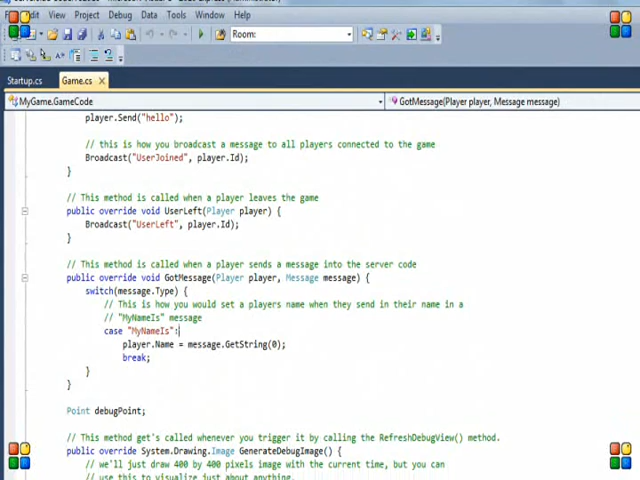 View Project Debug Data Tools Window Help
Room:
Startup.cs Game.cs
MyGame.GameCode GotMessage(Player player, Message message)
player.Send("hello");
// this is how you broadcast a message to all players connected to the game
Broadcast("UserJoined", player.Id);
}
// This method is called when a player leaves the game
public override void UserLeft(Player player) {
Broadcast("UserLeft", player.Id);
}
// This method is called when a player sends a message into the server code
public override void GotMessage(Player player, Message message) {
switch(message.Type) {
// This is how you would set a players name when they send in their name in a
// "MyNameIs" message
case "MyNameIs":
player.Name = message.GetString(0);
break;
}
}
Point debugPoint;
// This method get's called whenever you trigger it by calling the RefreshDebugView() method.
public override System.Drawing.Image GenerateDebugImage() {
// we'll just draw 400 by 400 pixels image with the current time, but you can
// use this to visualize just about anything.